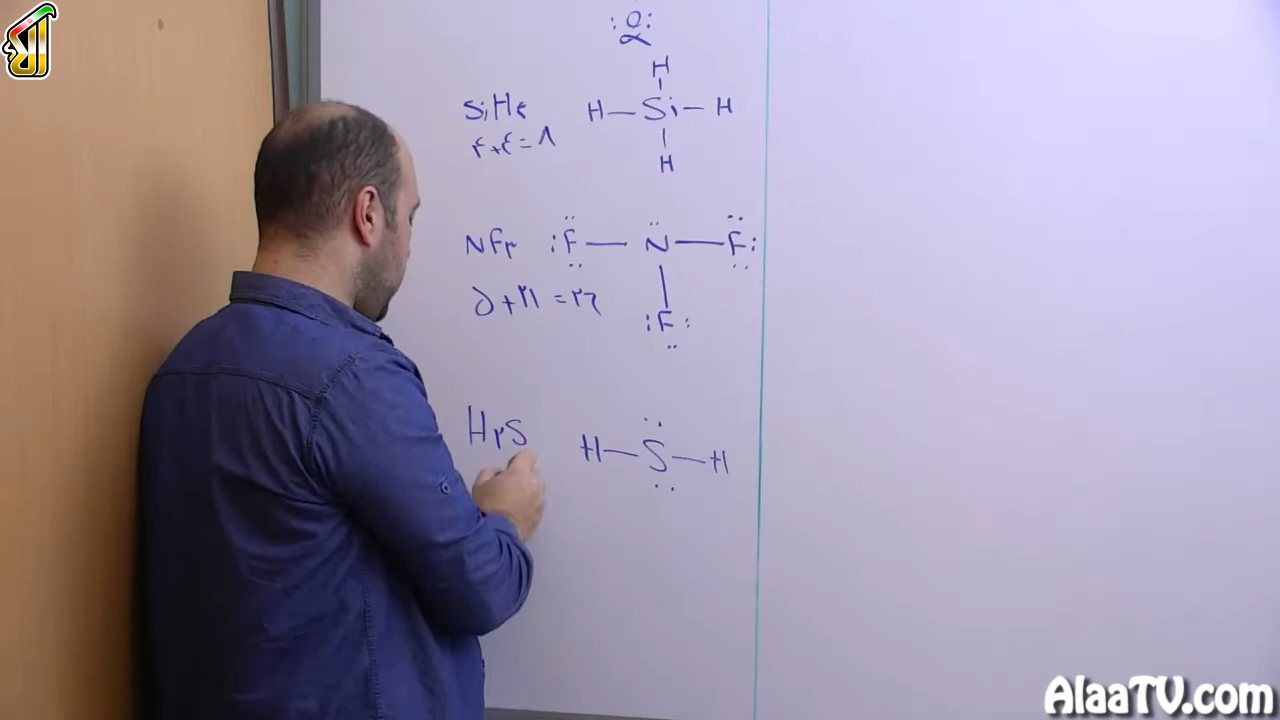 :O:
H
SiH۴ H—Si—H
۴+۴=۸
H
NF۳ :F—N—F:
۵+۲۱=۲۶
:F:
H۲S H—S—H
AlaaTV.com